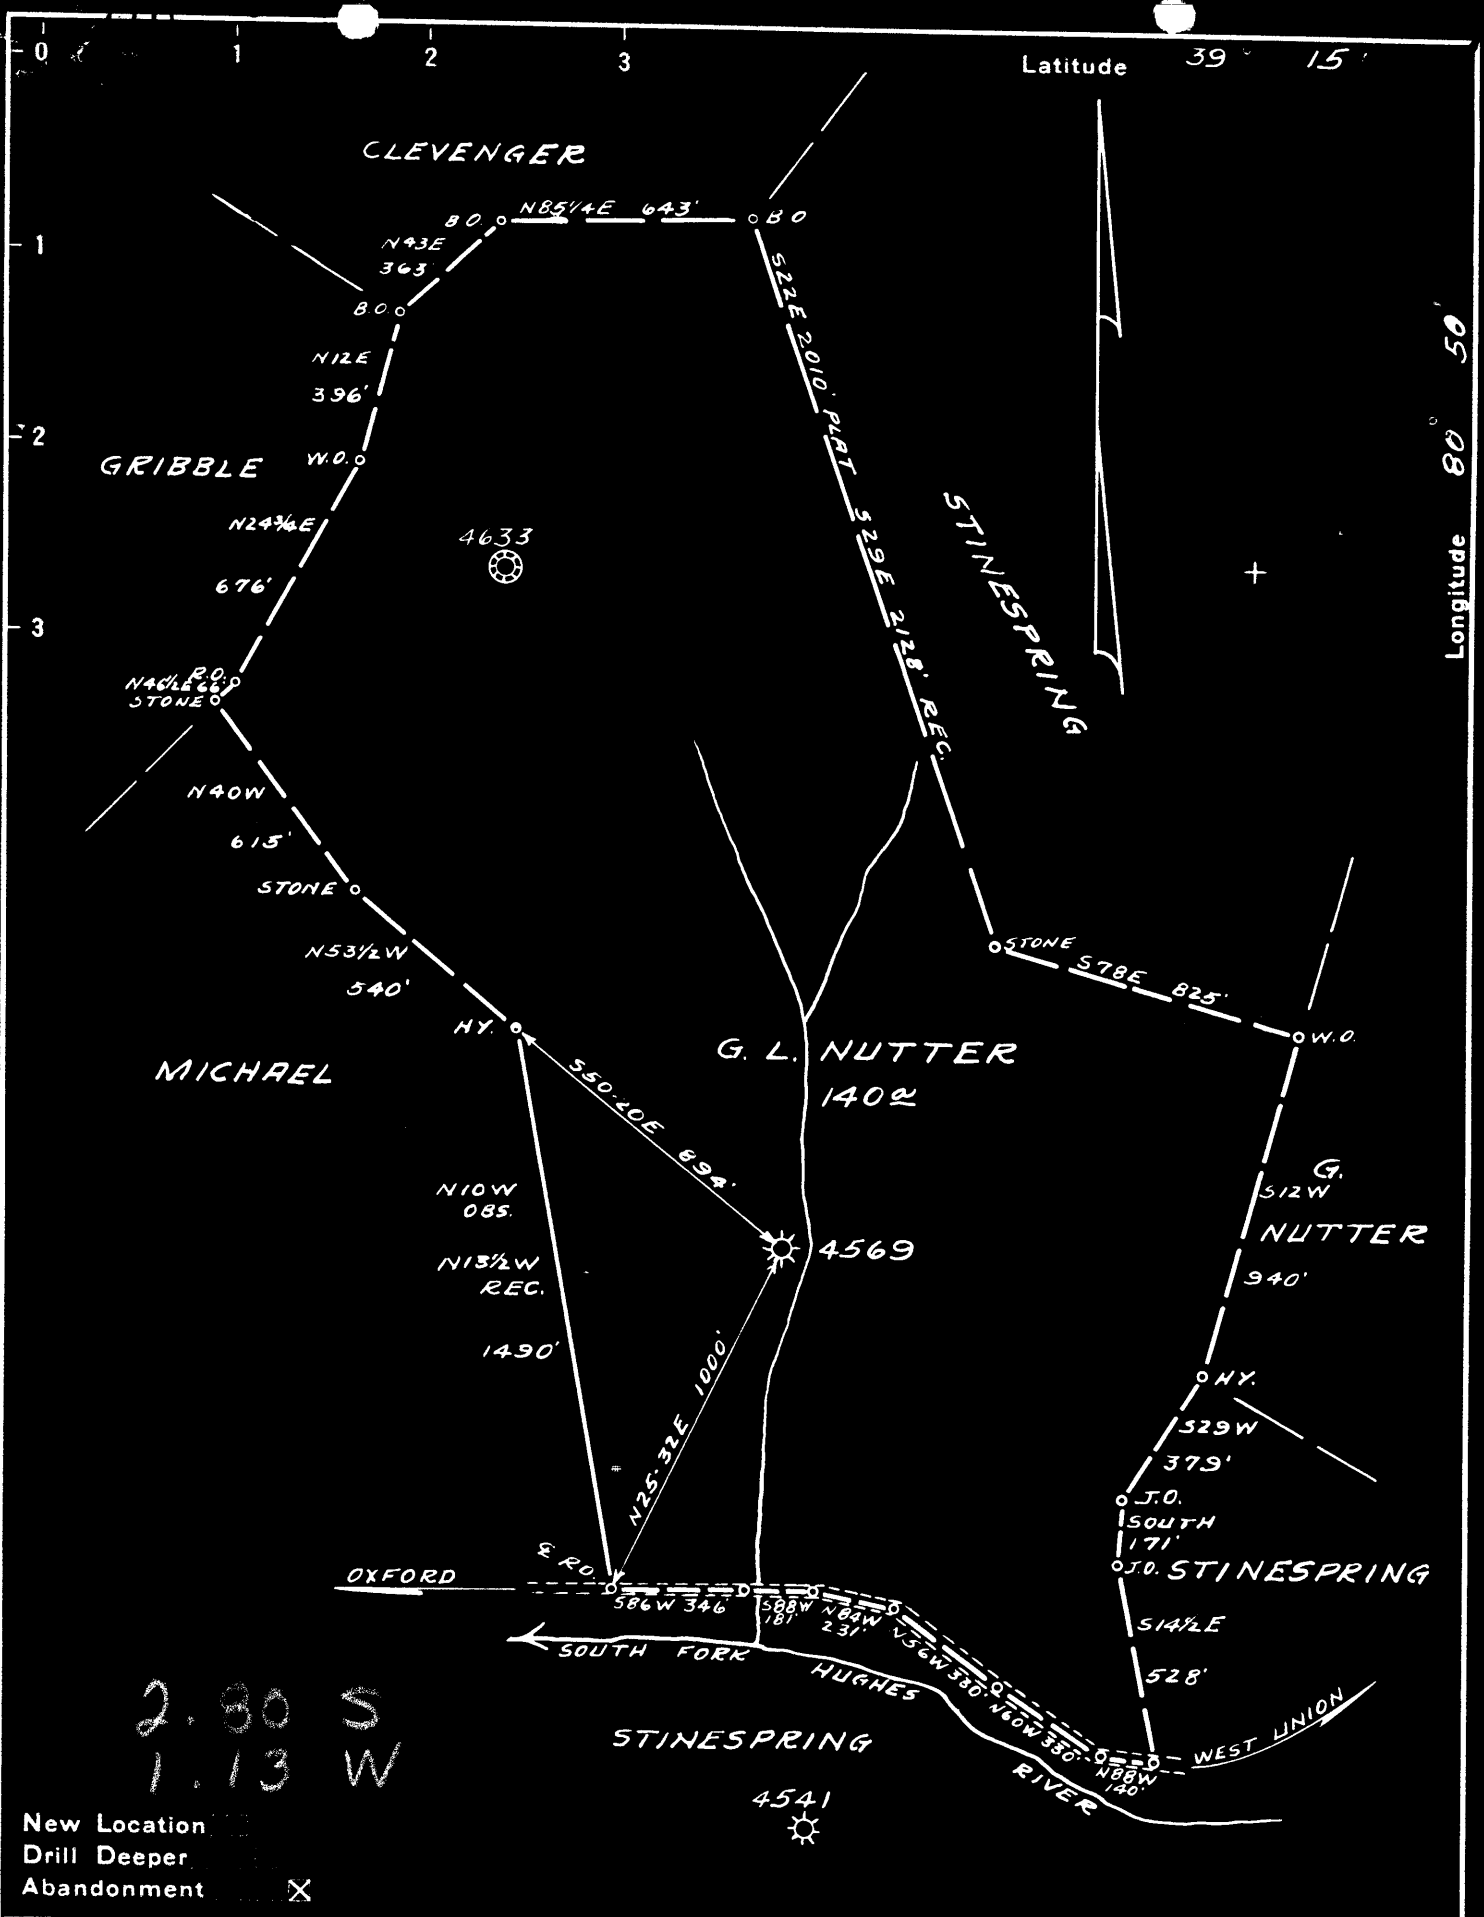 0 1 2 3
Latitude 39° 15'
CLEVENGER
B.O. N85¼E 643' B O
1
N43E
363'
B.O.
Longitude 80° 50'
N12E
396'
S22E 2010' PLAT S29E 2128' REC.
2
GRIBBLE W.O.
N24¾E
4633
STINESPRING
676'
3
R.O.
N46½E 66'
STONE
N40W
615'
STONE
STONE
S78E 825'
N53½W
540'
HY.
W.O.
G. L. NUTTER
140 a
MICHAEL
S50-20E 894'
G.
S12W
NUTTER
940'
N10W
OBS.
4569
N13½W
REC.
1490'
N25-32E 1000'
HY.
S29W
379'
J.O.
SOUTH
171'
J.O. STINESPRING
℄ RD.
OXFORD
S86W 346'
S88W
181'
N84W
231'
N56W 380'
N60W 380'
N88W
140'
S14½E
528'
WEST UNION
SOUTH FORK HUGHES RIVER
STINESPRING
4541
2.80 S
1.13 W
New Location
Drill Deeper
Abandonment X